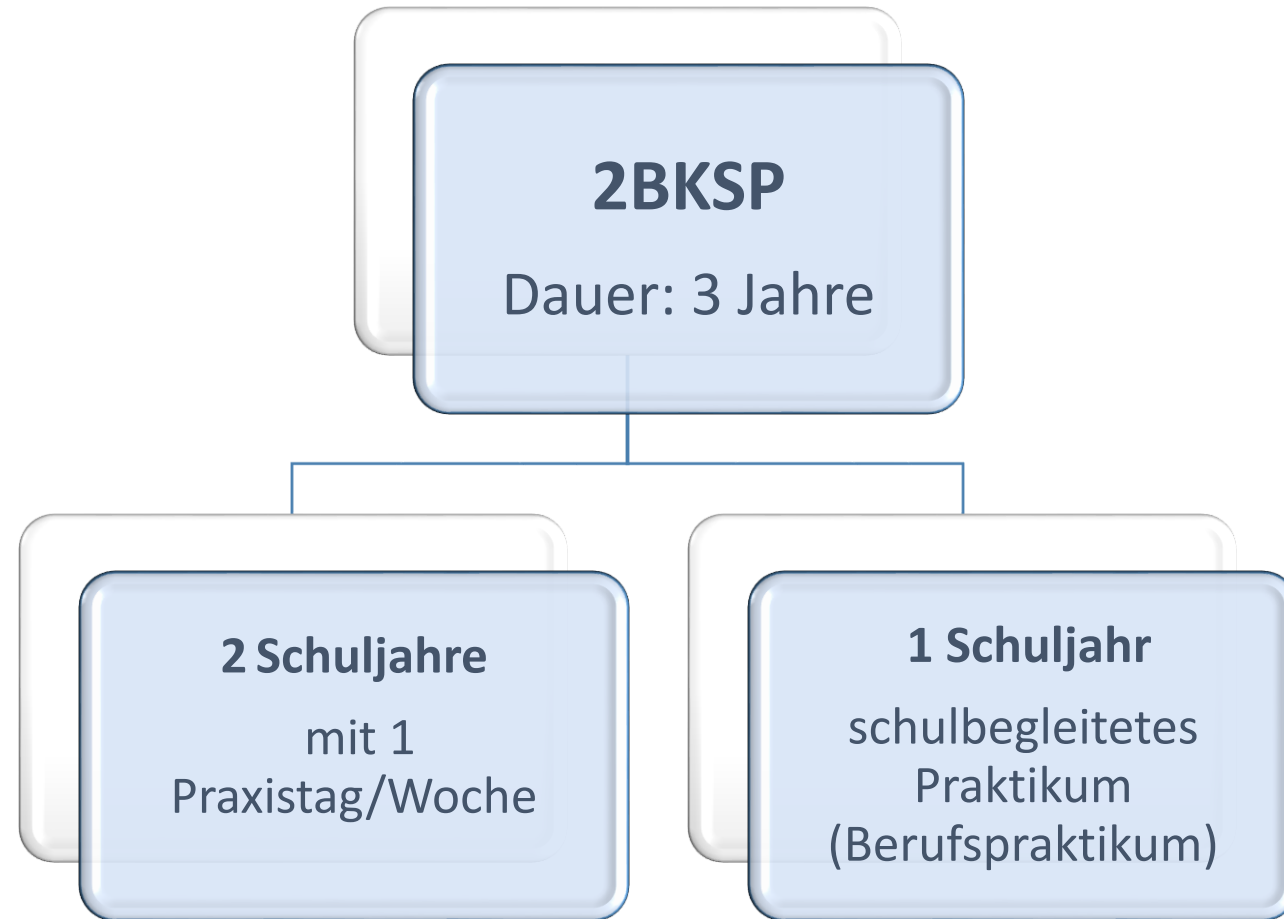 2BKSP
Dauer: 3 Jahre
2 Schuljahre
mit 1
Praxistag/Woche
1 Schuljahr
schulbegleitetes
Praktikum
(Berufspraktikum)